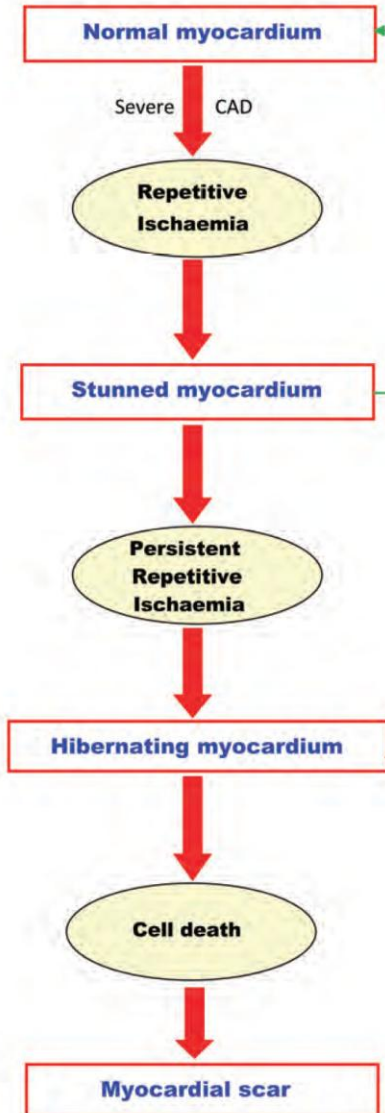 Normal myocardium
Severe CAD
Repetitive
Ischaemia
Stunned myocardium
Persistent
Repetitive
Ischaemia
Hibernating myocardium
Cell death
Myocardial scar